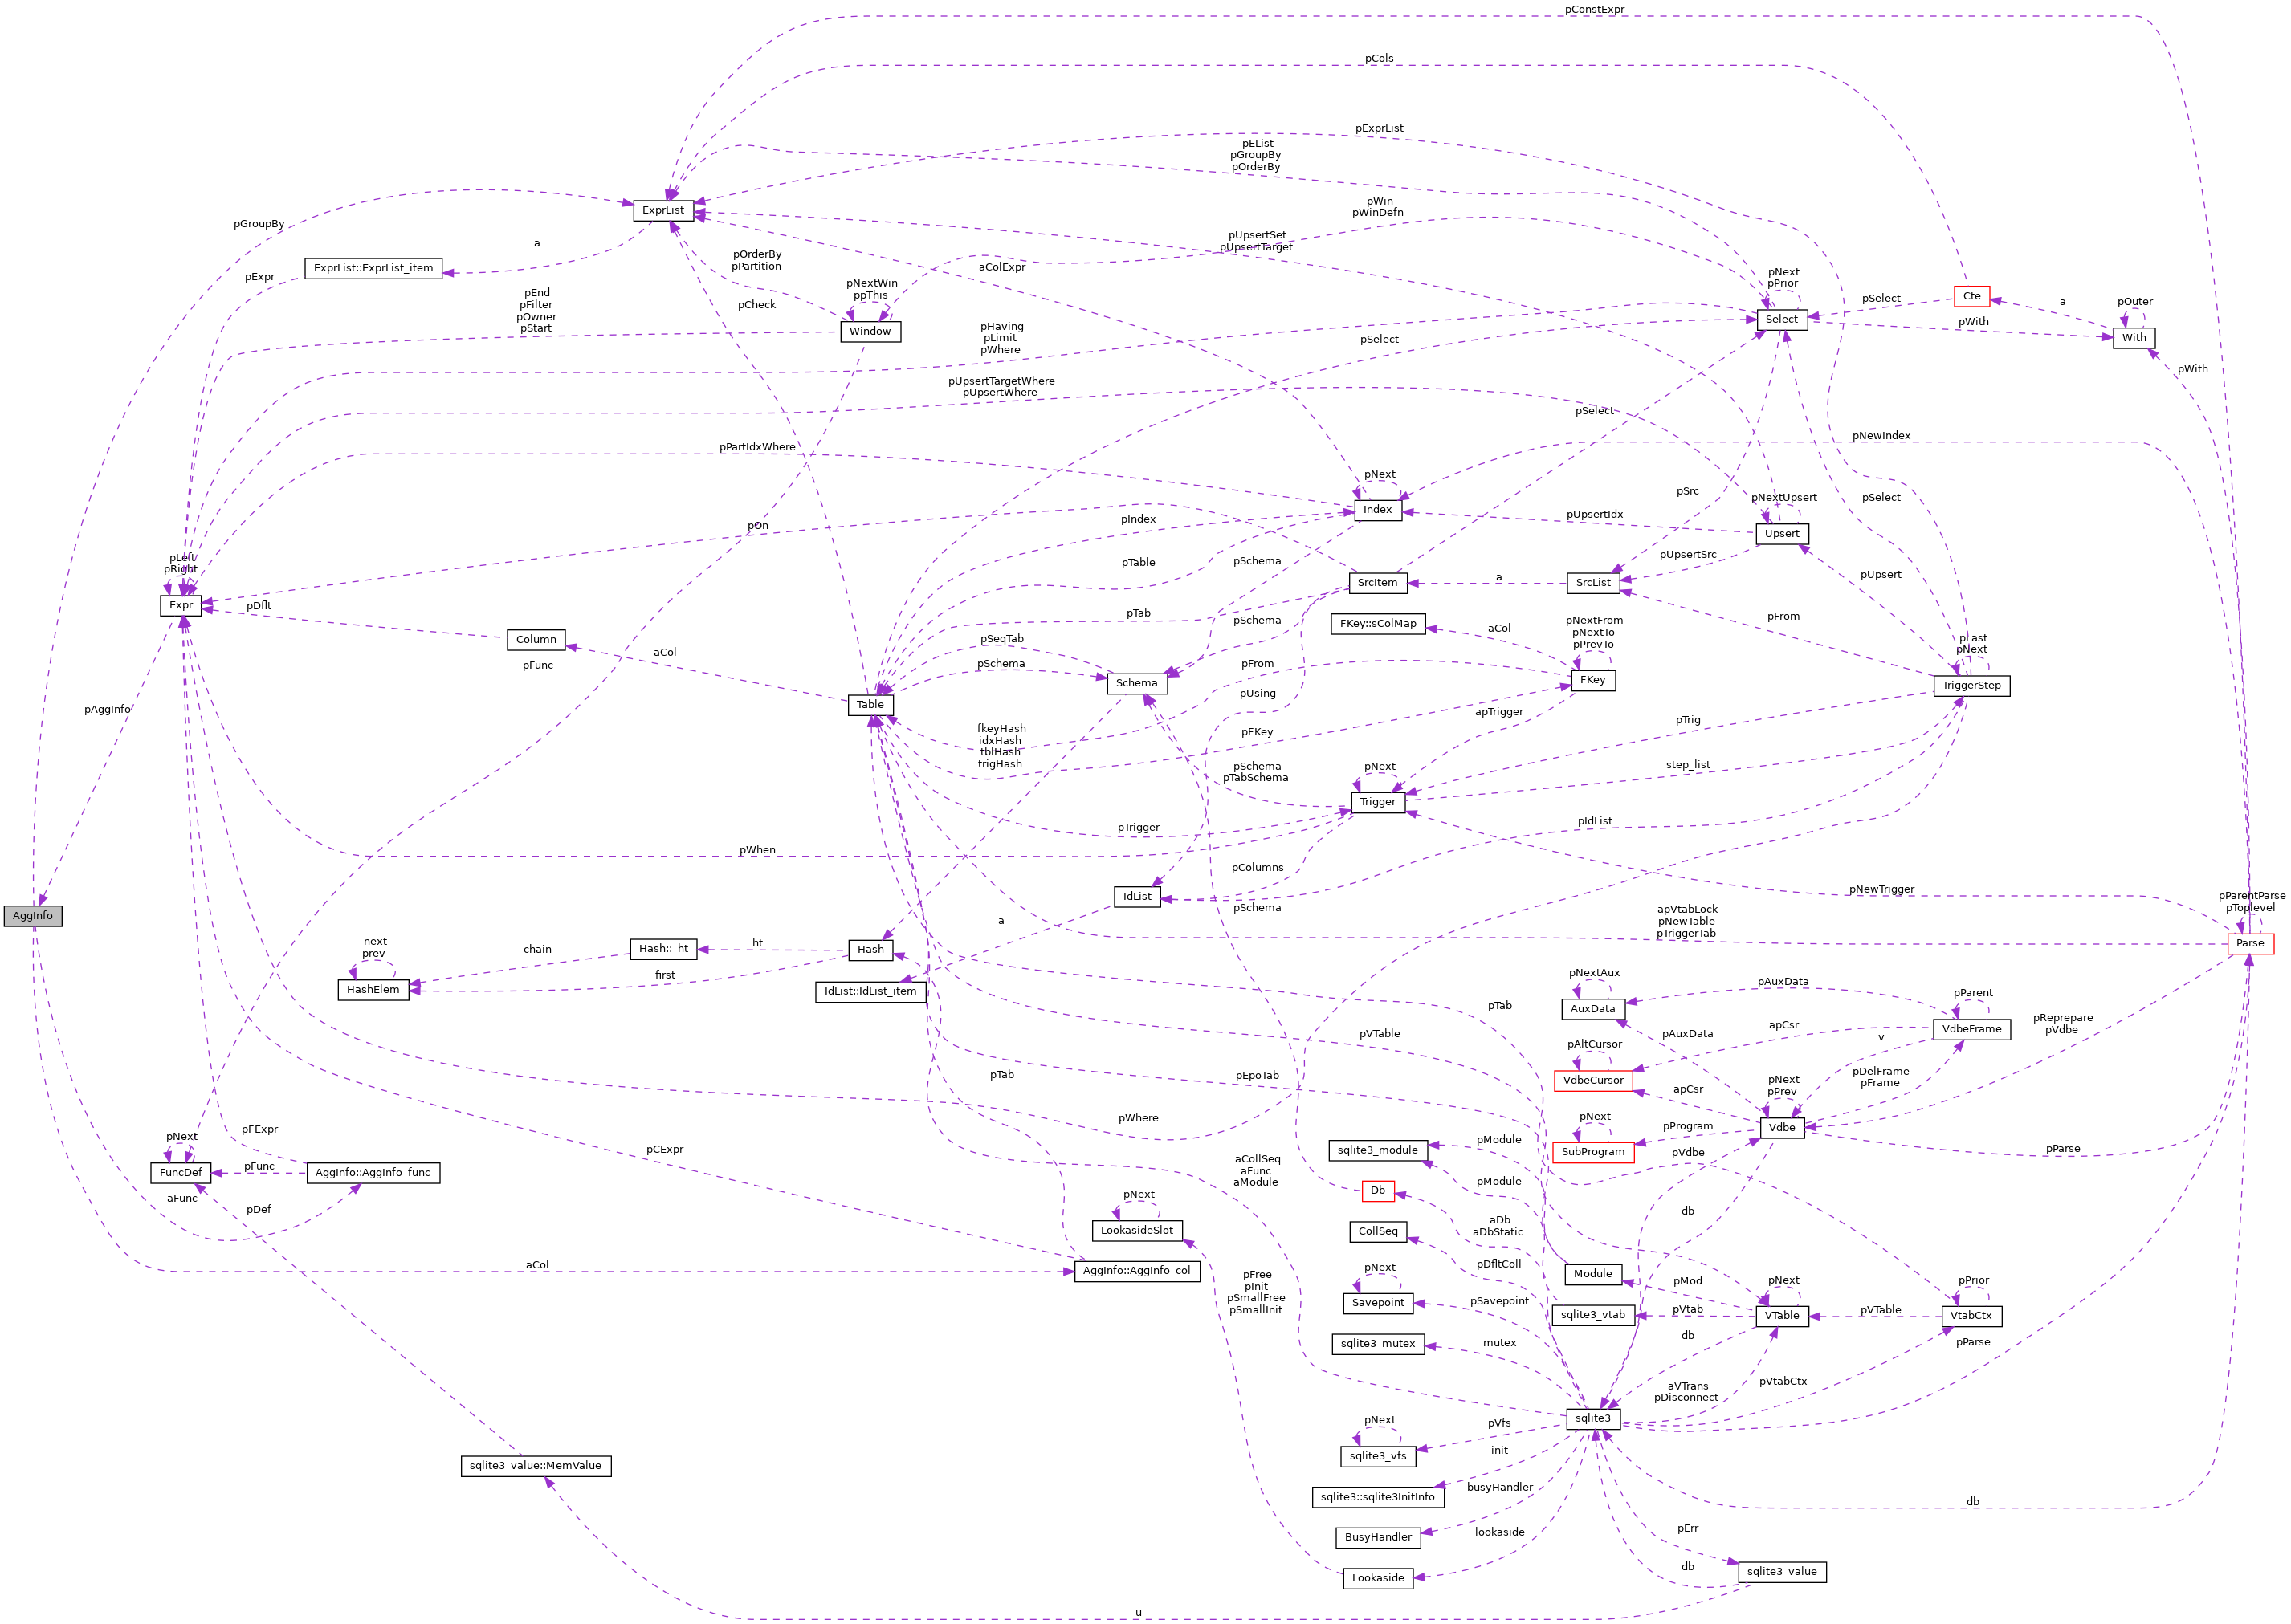 pConstExpr
pCols
pExprList
pEList
pGroupBy
pOrderBy
pWin
pWinDefn
ExprList
pGroupBy
pUpsertSet
pUpsertTarget
a
ExprList::ExprList_item
pExpr
pOrderBy
pPartition
aColExpr
pNext
pPrior
Cte
pSelect
a
pOuter
pEnd
pFilter
pOwner
pStart
pCheck
pNextWin
ppThis
Window
pHaving
pLimit
pWhere
Select
pWith
With
pSelect
pWith
pUpsertTargetWhere
pUpsertWhere
pSelect
pPartIdxWhere
pNewIndex
pNext
Index
pSrc
pNextUpsert
pSelect
pOn
pIndex
pUpsertIdx
Upsert
pLeft
pRight
pTable
pSchema
pUpsertSrc
SrcItem
a
SrcList
pUpsert
Expr
pDflt
Column
pTab
pSchema
FKey::sColMap
aCol
pNextFrom
pNextTo
pPrevTo
pFrom
pLast
pNext
aCol
pSeqTab
pSchema
pFunc
pFrom
Schema
FKey
TriggerStep
pUsing
Table
pAggInfo
apTrigger
pTrig
fkeyHash
idxHash
tblHash
trigHash
pFKey
pSchema
pTabSchema
pNext
step_list
Trigger
pTrigger
pIdList
pWhen
pColumns
IdList
pNewTrigger
pParentParse
pToplevel
AggInfo
a
pSchema
apVtabLock
pNewTable
pTriggerTab
Parse
next
prev
chain
Hash::_ht
ht
Hash
first
HashElem
IdList::IdList_item
pNextAux
AuxData
pAuxData
pParent
pTab
VdbeFrame
pReprepare
pVdbe
pVTable
apCsr
pAuxData
v
pAltCursor
VdbeCursor
pTab
pEpoTab
pDelFrame
pFrame
pNext
pPrev
apCsr
pWhere
pNext
pProgram
Vdbe
pFExpr
pCExpr
pNext
FuncDef
pFunc
AggInfo::AggInfo_func
sqlite3_module
pModule
SubProgram
pVdbe
pParse
aCollSeq
aFunc
aModule
pModule
Db
aFunc
pDef
pNext
LookasideSlot
aDb
aDbStatic
CollSeq
db
aCol
AggInfo::AggInfo_col
pDfltColl
pNext
Module
pFree
pInit
pSmallFree
pSmallInit
Savepoint
pSavepoint
pMod
pNext
pPrior
sqlite3_vtab
pVtab
VTable
pVTable
VtabCtx
sqlite3_mutex
mutex
db
pParse
aVTrans
pDisconnect
pVtabCtx
pNext
pVfs
sqlite3
sqlite3_vfs
init
sqlite3_value::MemValue
sqlite3::sqlite3InitInfo
busyHandler
db
BusyHandler
lookaside
pErr
Lookaside
db
sqlite3_value
u